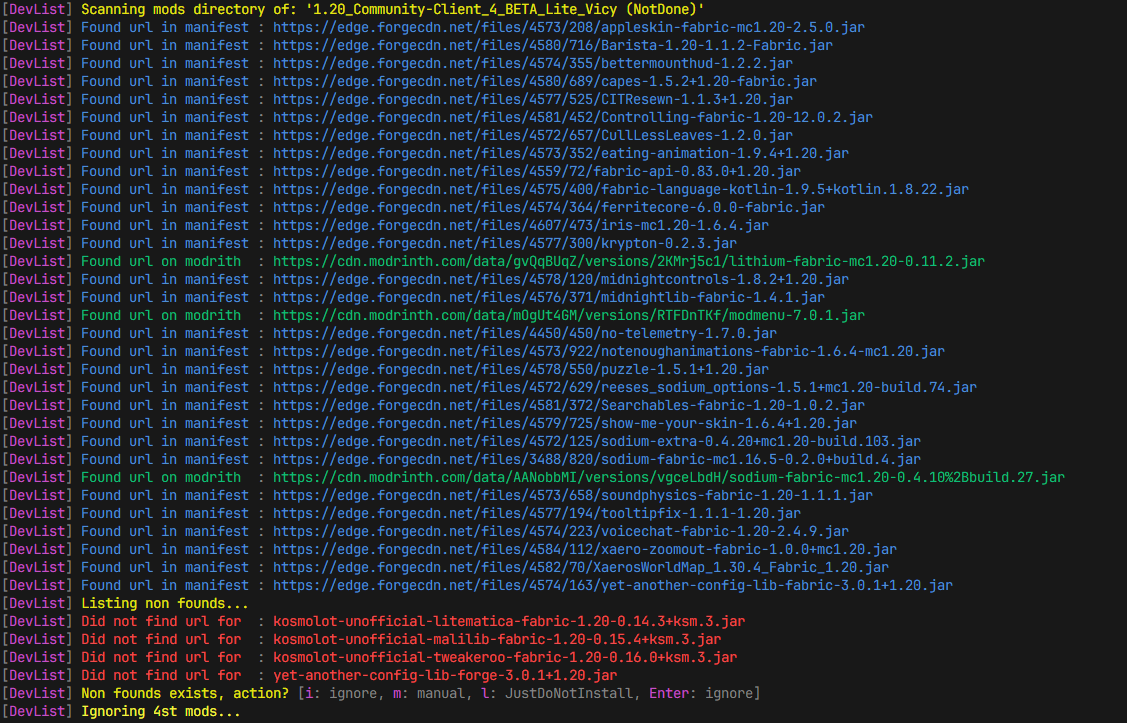 [DevList] Scanning mods directory of: '1.20_Community-Client_4_BETA_Lite_Vicy (NotDone)'
[DevList] Found url in manifest : https://edge.forgecdn.net/files/4573/208/appleskin-fabric-mc1.20-2.5.0.jar
[DevList] Found url in manifest : https://edge.forgecdn.net/files/4580/716/Barista-1.20-1.1.2-Fabric.jar
[DevList] Found url in manifest : https://edge.forgecdn.net/files/4574/355/bettermounthud-1.2.2.jar
[DevList] Found url in manifest : https://edge.forgecdn.net/files/4580/689/capes-1.5.2+1.20-fabric.jar
[DevList] Found url in manifest : https://edge.forgecdn.net/files/4577/525/CITResewn-1.1.3+1.20.jar
[DevList] Found url in manifest : https://edge.forgecdn.net/files/4581/452/Controlling-fabric-1.20-12.0.2.jar
[DevList] Found url in manifest : https://edge.forgecdn.net/files/4572/657/CullLessLeaves-1.2.0.jar
[DevList] Found url in manifest : https://edge.forgecdn.net/files/4573/352/eating-animation-1.9.4+1.20.jar
[DevList] Found url in manifest : https://edge.forgecdn.net/files/4559/72/fabric-api-0.83.0+1.20.jar
[DevList] Found url in manifest : https://edge.forgecdn.net/files/4575/400/fabric-language-kotlin-1.9.5+kotlin.1.8.22.jar
[DevList] Found url in manifest : https://edge.forgecdn.net/files/4574/364/ferritecore-6.0.0-fabric.jar
[DevList] Found url in manifest : https://edge.forgecdn.net/files/4607/473/iris-mc1.20-1.6.4.jar
[DevList] Found url in manifest : https://edge.forgecdn.net/files/4577/300/krypton-0.2.3.jar
[DevList] Found url on modrith  : https://cdn.modrinth.com/data/gvQqBUqZ/versions/2KMrj5c1/lithium-fabric-mc1.20-0.11.2.jar
[DevList] Found url in manifest : https://edge.forgecdn.net/files/4578/120/midnightcontrols-1.8.2+1.20.jar
[DevList] Found url in manifest : https://edge.forgecdn.net/files/4576/371/midnightlib-fabric-1.4.1.jar
[DevList] Found url on modrith  : https://cdn.modrinth.com/data/mOgUt4GM/versions/RTFDnTKf/modmenu-7.0.1.jar
[DevList] Found url in manifest : https://edge.forgecdn.net/files/4450/450/no-telemetry-1.7.0.jar
[DevList] Found url in manifest : https://edge.forgecdn.net/files/4573/922/notenoughanimations-fabric-1.6.4-mc1.20.jar
[DevList] Found url in manifest : https://edge.forgecdn.net/files/4578/550/puzzle-1.5.1+1.20.jar
[DevList] Found url in manifest : https://edge.forgecdn.net/files/4572/629/reeses_sodium_options-1.5.1+mc1.20-build.74.jar
[DevList] Found url in manifest : https://edge.forgecdn.net/files/4581/372/Searchables-fabric-1.20-1.0.2.jar
[DevList] Found url in manifest : https://edge.forgecdn.net/files/4579/725/show-me-your-skin-1.6.4+1.20.jar
[DevList] Found url in manifest : https://edge.forgecdn.net/files/4572/125/sodium-extra-0.4.20+mc1.20-build.103.jar
[DevList] Found url in manifest : https://edge.forgecdn.net/files/3488/820/sodium-fabric-mc1.16.5-0.2.0+build.4.jar
[DevList] Found url on modrith  : https://cdn.modrinth.com/data/AANobbMI/versions/vgceLbdH/sodium-fabric-mc1.20-0.4.10%2Bbuild.27.jar
[DevList] Found url in manifest : https://edge.forgecdn.net/files/4573/658/soundphysics-fabric-1.20-1.1.1.jar
[DevList] Found url in manifest : https://edge.forgecdn.net/files/4577/194/tooltipfix-1.1.1-1.20.jar
[DevList] Found url in manifest : https://edge.forgecdn.net/files/4574/223/voicechat-fabric-1.20-2.4.9.jar
[DevList] Found url in manifest : https://edge.forgecdn.net/files/4584/112/xaero-zoomout-fabric-1.0.0+mc1.20.jar
[DevList] Found url in manifest : https://edge.forgecdn.net/files/4582/70/XaerosWorldMap_1.30.4_Fabric_1.20.jar
[DevList] Found url in manifest : https://edge.forgecdn.net/files/4574/163/yet-another-config-lib-fabric-3.0.1+1.20.jar
[DevList] Listing non founds...
[DevList] Did not find url for  : kosmolot-unofficial-litematica-fabric-1.20-0.14.3+ksm.3.jar
[DevList] Did not find url for  : kosmolot-unofficial-malilib-fabric-1.20-0.15.4+ksm.3.jar
[DevList] Did not find url for  : kosmolot-unofficial-tweakeroo-fabric-1.20-0.16.0+ksm.3.jar
[DevList] Did not find url for  : yet-another-config-lib-forge-3.0.1+1.20.jar
[DevList] Non founds exists, action? [i: ignore, m: manual, l: JustDoNotInstall, Enter: ignore]
[DevList] Ignoring 4st mods...